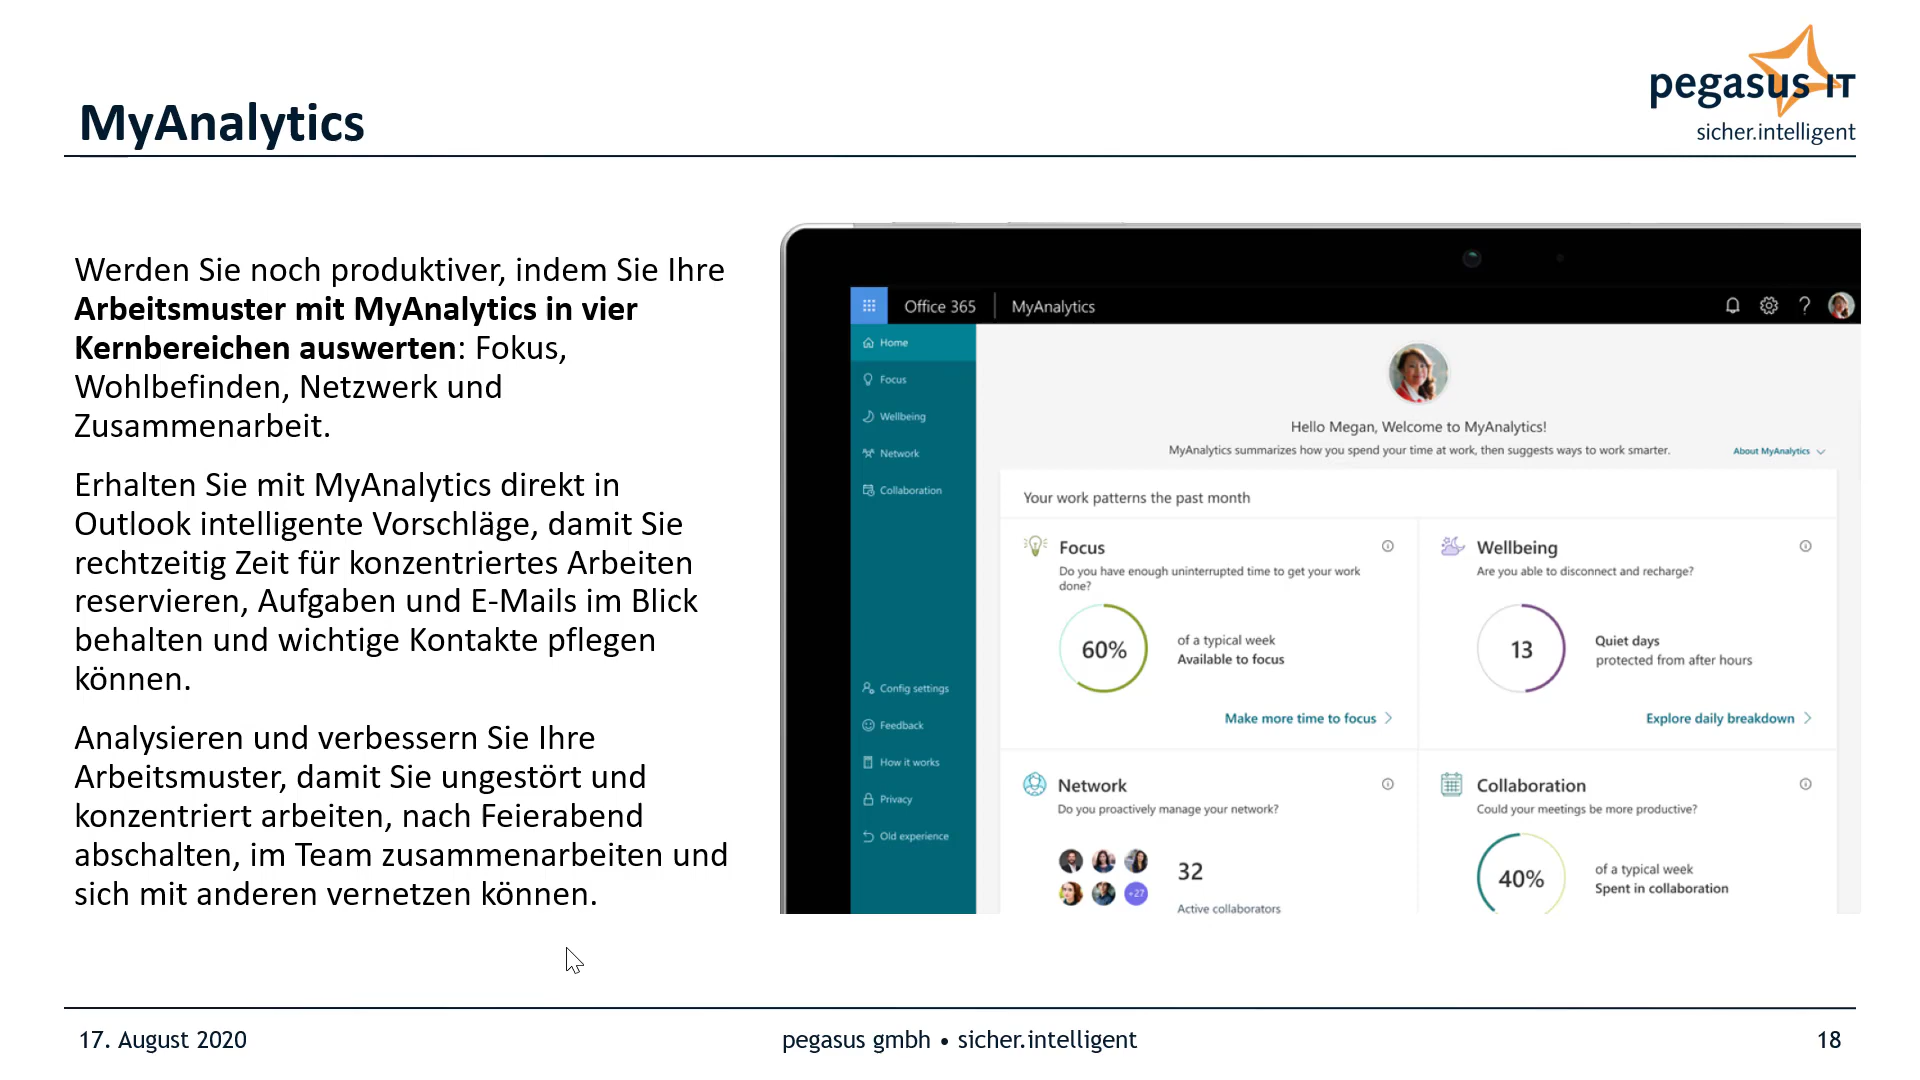 pegasus IT
sicher.intelligent
MyAnalytics
Werden Sie noch produktiver, indem Sie Ihre
Arbeitsmuster mit MyAnalytics in vier
Kernbereichen auswerten: Fokus,
Wohlbefinden, Netzwerk und
Zusammenarbeit.
Erhalten Sie mit MyAnalytics direkt in
Outlook intelligente Vorschläge, damit Sie
rechtzeitig Zeit für konzentriertes Arbeiten
reservieren, Aufgaben und E-Mails im Blick
behalten und wichtige Kontakte pflegen
können.
Analysieren und verbessern Sie Ihre
Arbeitsmuster, damit Sie ungestört und
konzentriert arbeiten, nach Feierabend
abschalten, im Team zusammenarbeiten und
sich mit anderen vernetzen können.
Office 365
MyAnalytics
?
Home
Focus
Wellbeing
Network
Collaboration
Config settings
Feedback
How it works
Privacy
Old experience
Hello Megan, Welcome to MyAnalytics!
MyAnalytics summarizes how you spend your time at work, then suggests ways to work smarter.
About MyAnalytics
Your work patterns the past month
Focus
Do you have enough uninterrupted time to get your work
done?
60%
of a typical week
Available to focus
Make more time to focus
Wellbeing
Are you able to disconnect and recharge?
13
Quiet days
protected from after hours
Explore daily breakdown
Network
Do you proactively manage your network?
+27
32
Active collaborators
Collaboration
Could your meetings be more productive?
40%
of a typical week
Spent in collaboration
17. August 2020
pegasus gmbh • sicher.intelligent
18